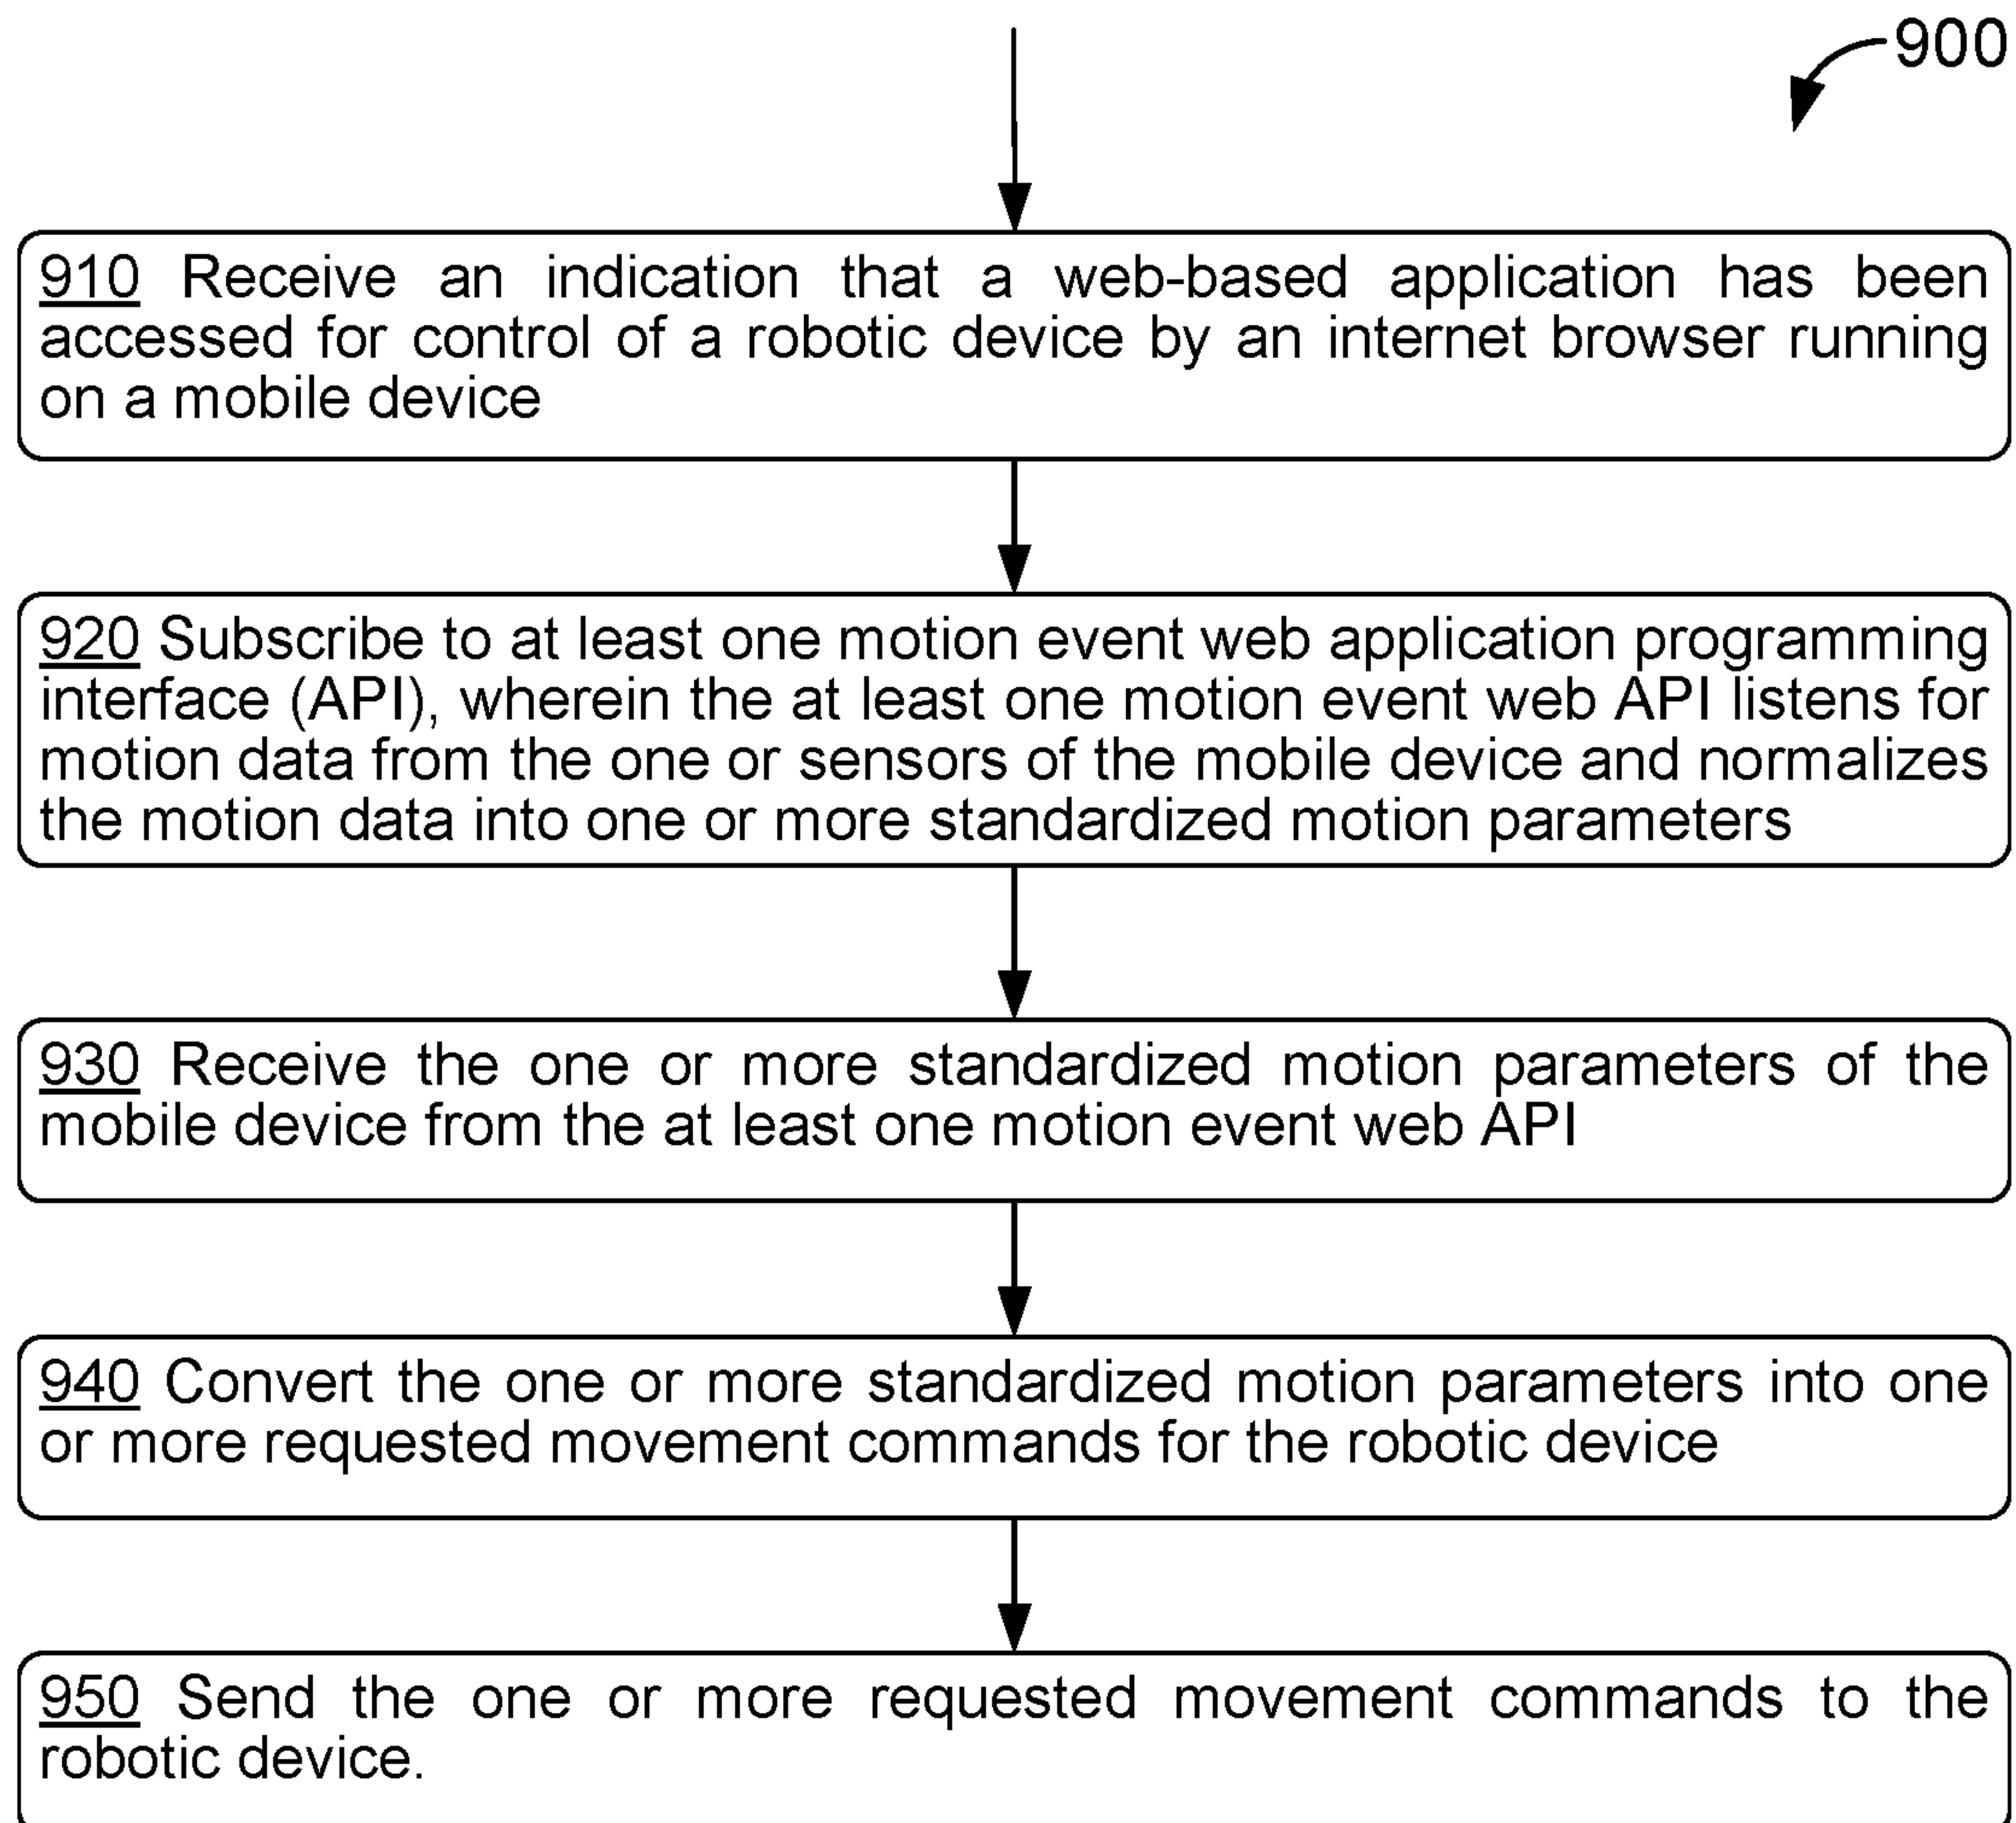 900
910 Receive an indication that a web-based application has been
accessed for control of a robotic device by an internet browser running
on a mobile device
920 Subscribe to at least one motion event web application programming
interface (API), wherein the at least one motion event web API listens for
motion data from the one or sensors of the mobile device and normalizes
the motion data into one or more standardized motion parameters
930 Receive the one or more standardized motion parameters of the
mobile device from the at least one motion event web API
940 Convert the one or more standardized motion parameters into one
or more requested movement commands for the robotic device
950 Send the one or more requested movement commands to the
robotic device.